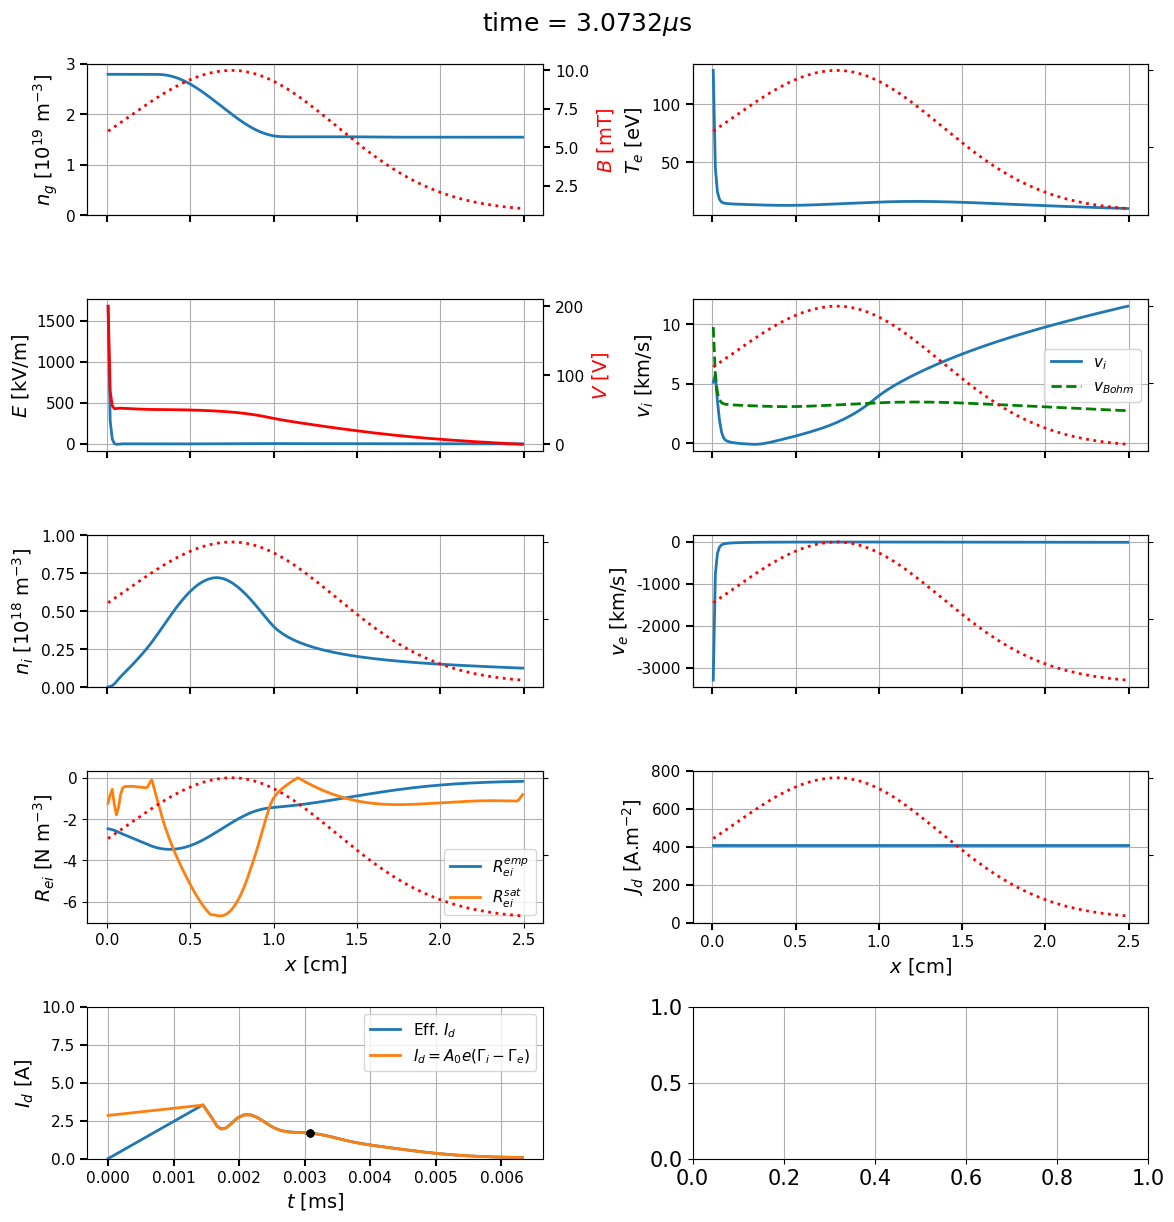 time = 3.0732μs
3
2
1
0
n_g [10^19 m^−3]
10.0
7.5
5.0
2.5
B [mT]
100
50
T_e [eV]
1500
1000
500
0
E [kV/m]
200
100
0
V [V]
10
5
0
v_i [km/s]
v_i
v_Bohm
1.00
0.75
0.50
0.25
0.00
n_i [10^18 m^−3]
0
-1000
-2000
-3000
v_e [km/s]
0
-2
-4
-6
R_ei [N m^−3]
R_ei^emp
R_ei^sat
0.0 0.5 1.0 1.5 2.0 2.5
x [cm]
800
600
400
200
0
J_d [A.m^−2]
0.0 0.5 1.0 1.5 2.0 2.5
x [cm]
10.0
7.5
5.0
2.5
0.0
I_d [A]
Eff. I_d
I_d = A_0e(Γ_i − Γ_e)
0.000 0.001 0.002 0.003 0.004 0.005 0.006
t [ms]
1.0
0.5
0.0
0.0 0.2 0.4 0.6 0.8 1.0